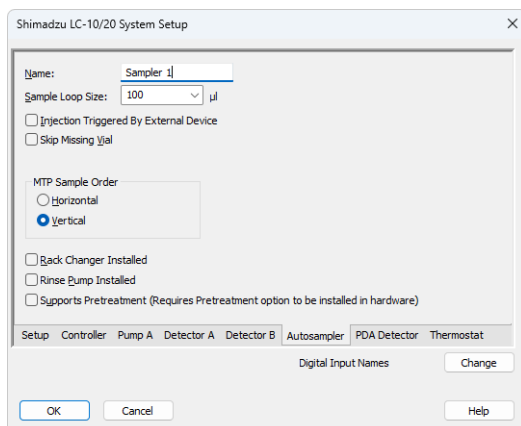 Shimadzu LC-10/20 System Setup
Name: Sampler 1
Sample Loop Size: 100 µl
Injection Triggered By External Device
Skip Missing Vial
MTP Sample Order
Horizontal
Vertical
Rack Changer Installed
Rinse Pump Installed
Supports Pretreatment (Requires Pretreatment option to be installed in hardware)
Setup Controller Pump A Detector A Detector B Autosampler PDA Detector Thermostat
Digital Input Names Change
OK Cancel Help